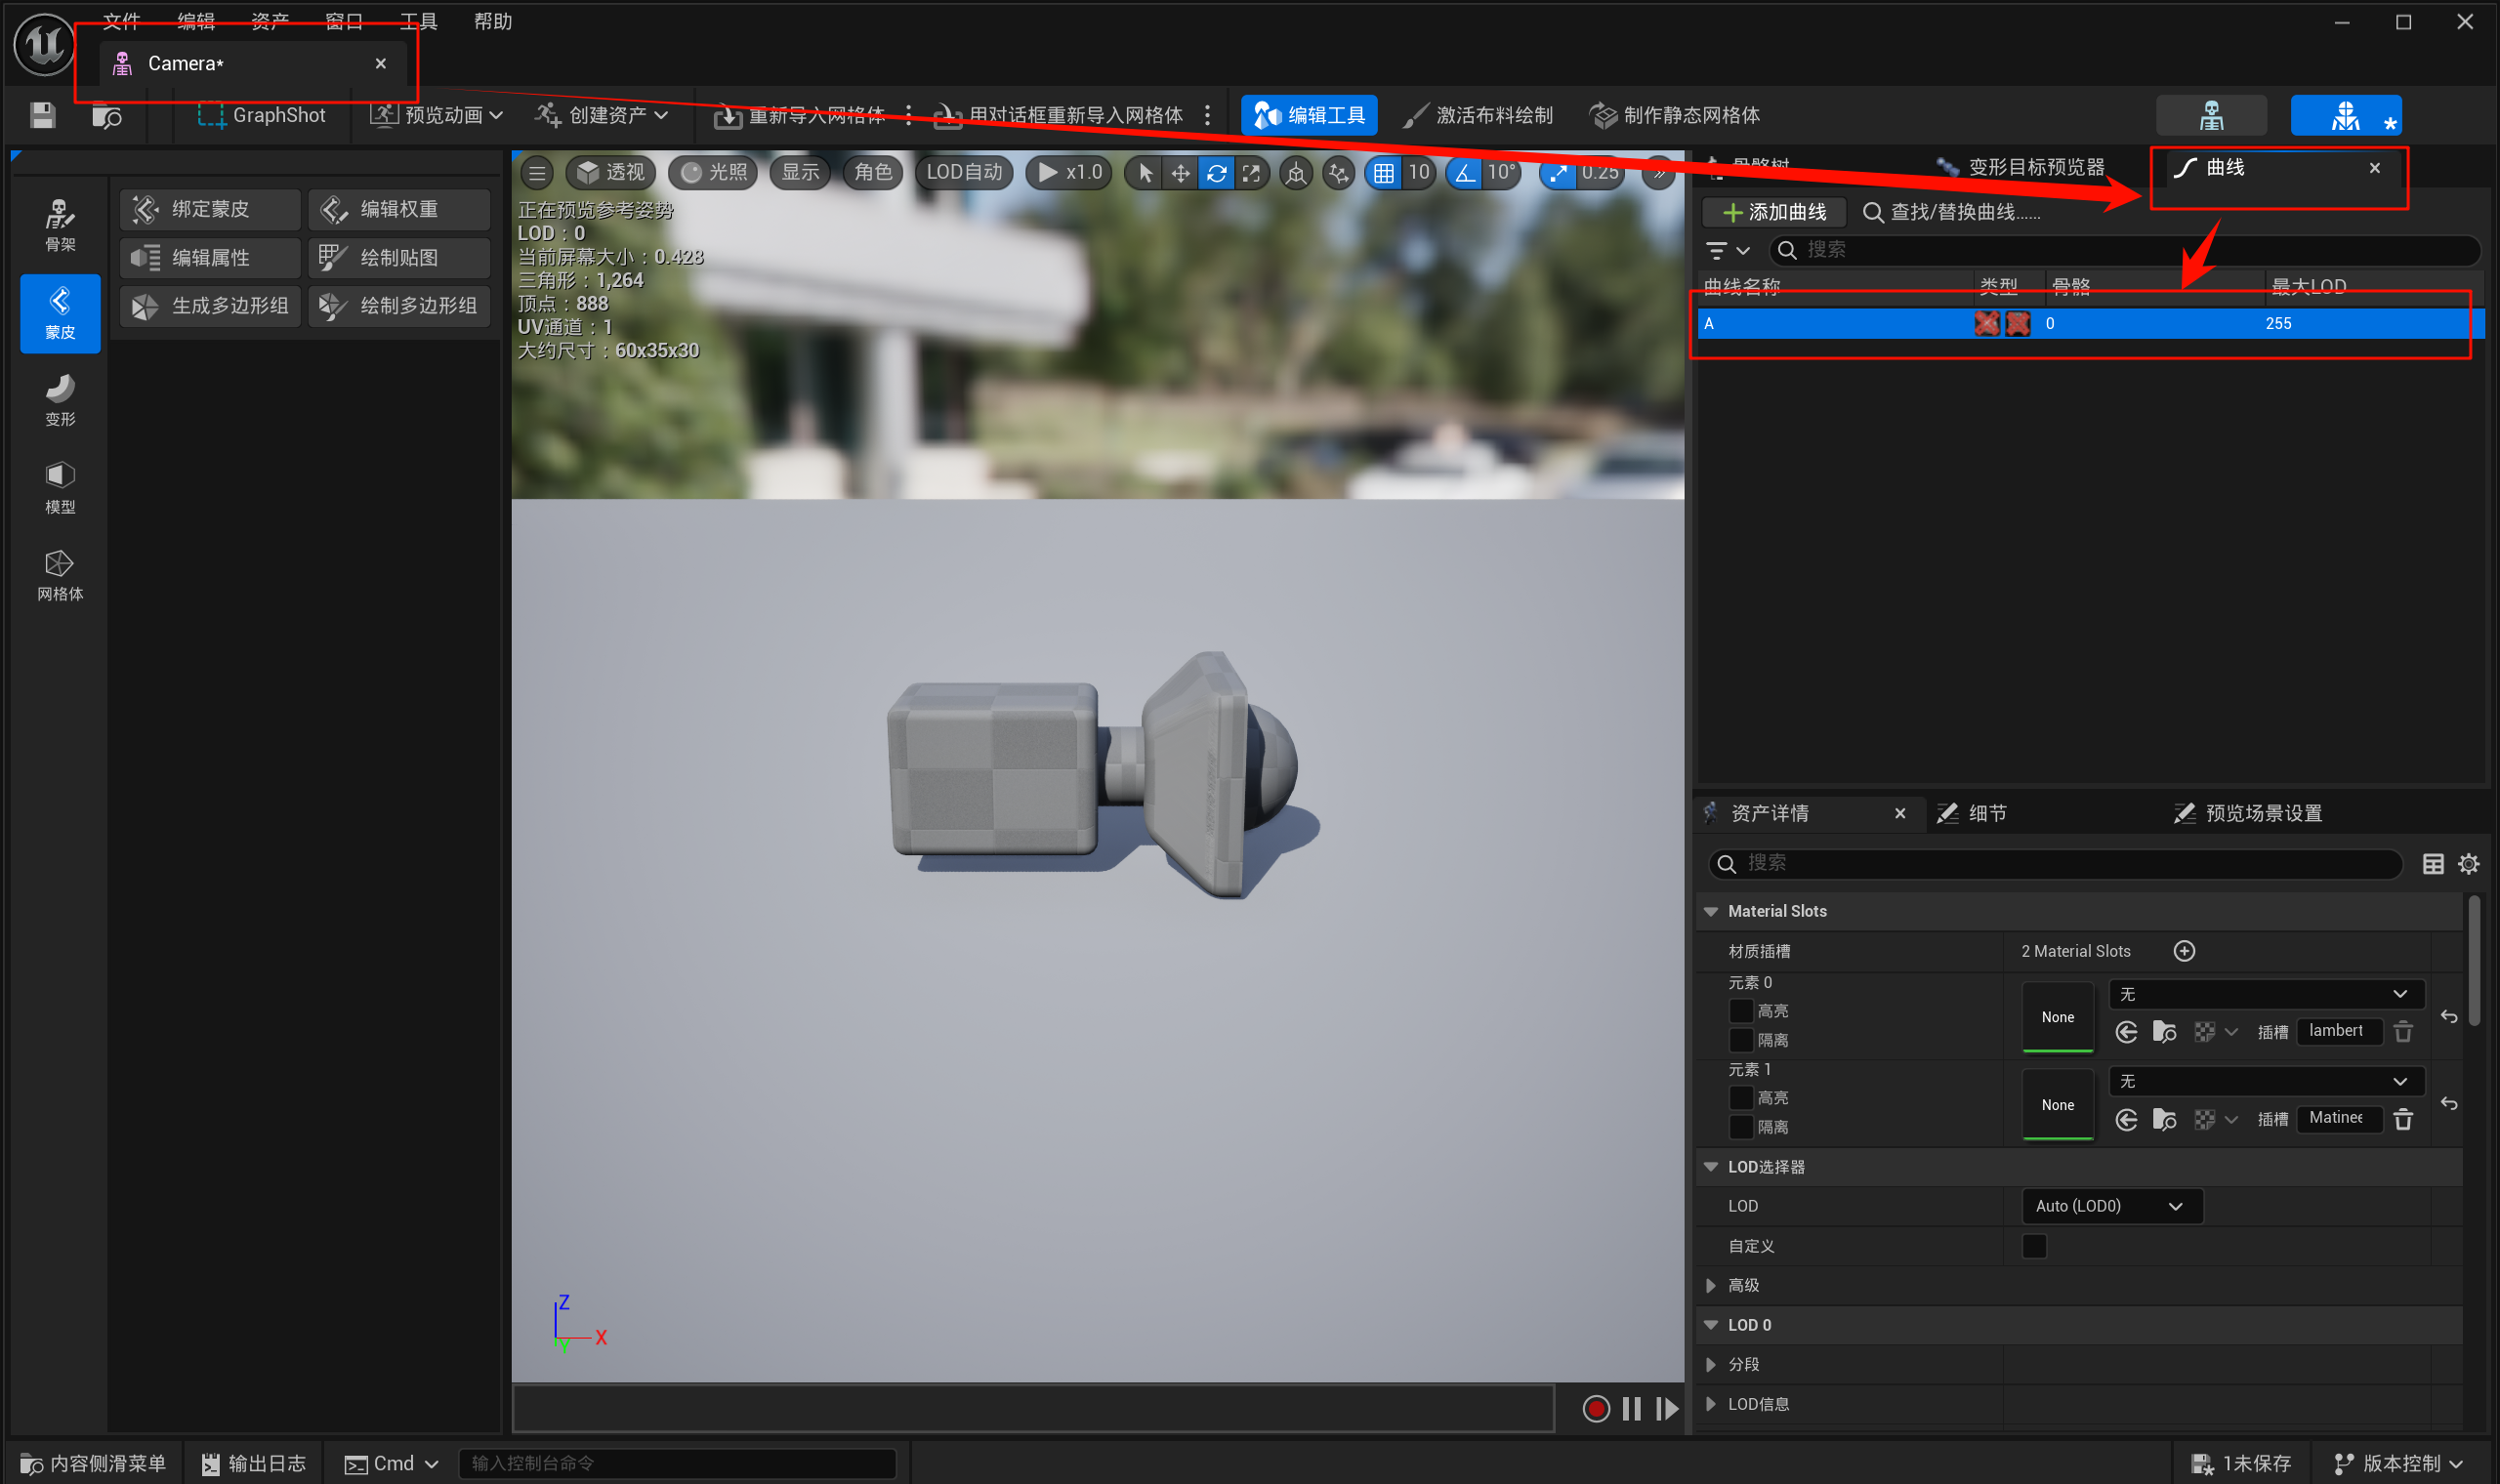 文件 编辑 资产 窗口 工具 帮助
Camera*
GraphShot 预览动画 创建资产 重新导入网格体 用对话框重新导入网格体 编辑工具 激活布料绘制 制作静态网格体
骨架
蒙皮
变形
模型
网格体
绑定蒙皮 编辑权重
编辑属性 绘制贴图
生成多边形组 绘制多边形组
透视 光照 显示 角色 LOD自动 x1.0 10 10° 0.25
正在预览参考姿势
LOD：0
当前屏幕大小：0.428
三角形：1,264
顶点：888
UV通道：1
大约尺寸：60x35x30
Z
X
Y
骨骼树 变形目标预览器 曲线
添加曲线 查找/替换曲线......
搜索
曲线名称 类型 骨骼 最大LOD
A 0 255
资产详情 细节 预览场景设置
搜索
Material Slots
材质插槽 2 Material Slots
元素 0
高亮
隔离
None
无
插槽 lambert
元素 1
高亮
隔离
None
无
插槽 Matinee
LOD选择器
LOD Auto (LOD0)
自定义
高级
LOD 0
分段
LOD信息
内容侧滑菜单 输出日志 Cmd 输入控制台命令 1未保存 版本控制